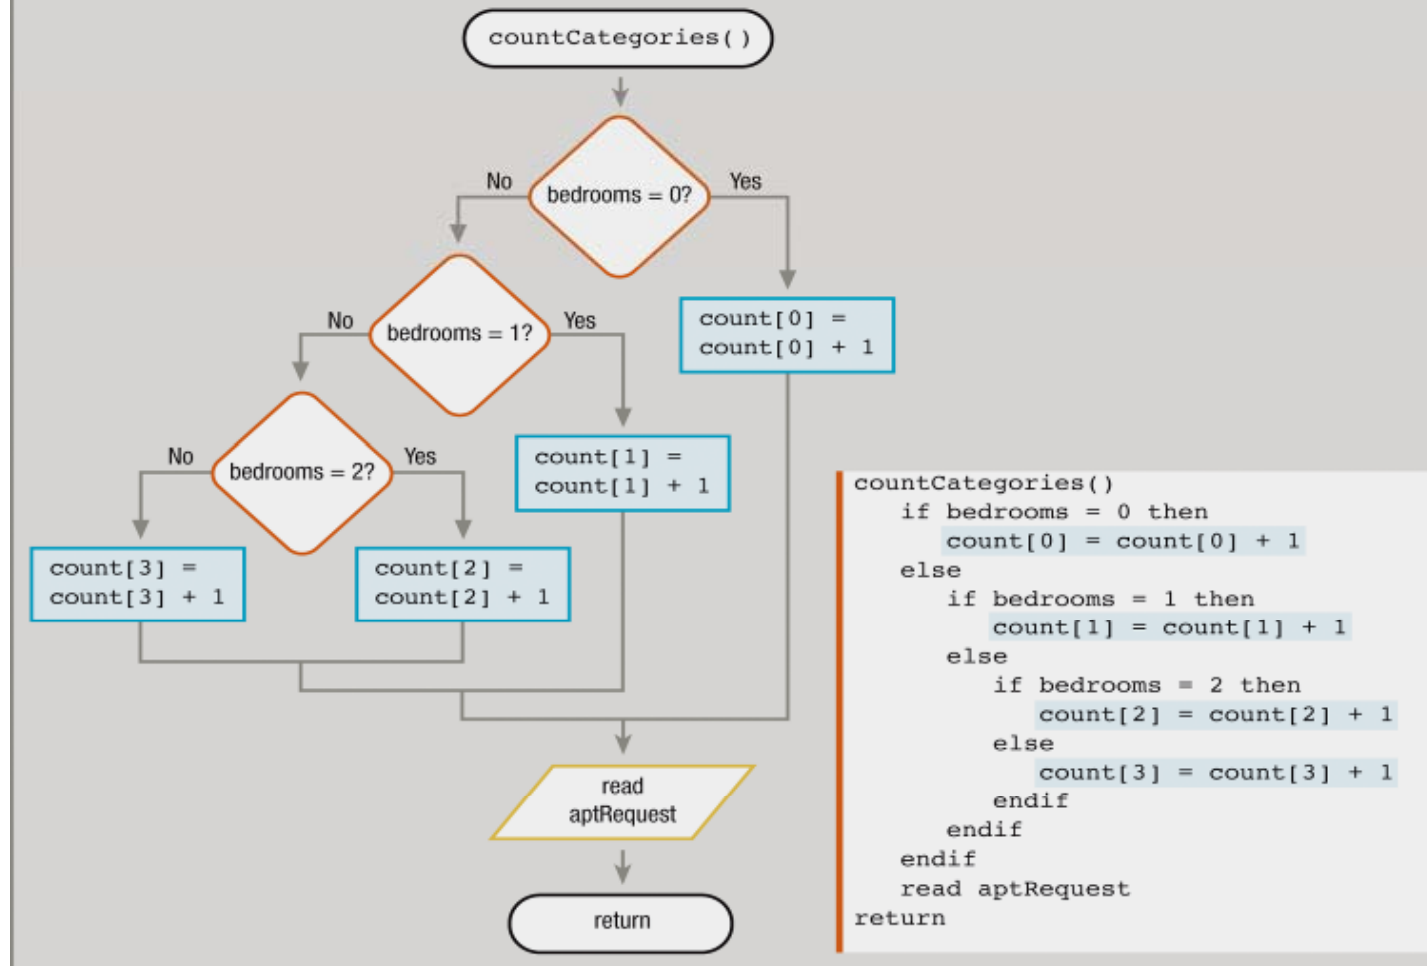 countCategories()
bedrooms = 0?
No
Yes
bedrooms = 1?
No
Yes
count[0] =
count[0] + 1
bedrooms = 2?
No
Yes
count[1] =
count[1] + 1
count[3] =
count[3] + 1
count[2] =
count[2] + 1
read
aptRequest
return
countCategories()
if bedrooms = 0 then
count[0] = count[0] + 1
else
if bedrooms = 1 then
count[1] = count[1] + 1
else
if bedrooms = 2 then
count[2] = count[2] + 1
else
count[3] = count[3] + 1
endif
endif
endif
read aptRequest
return